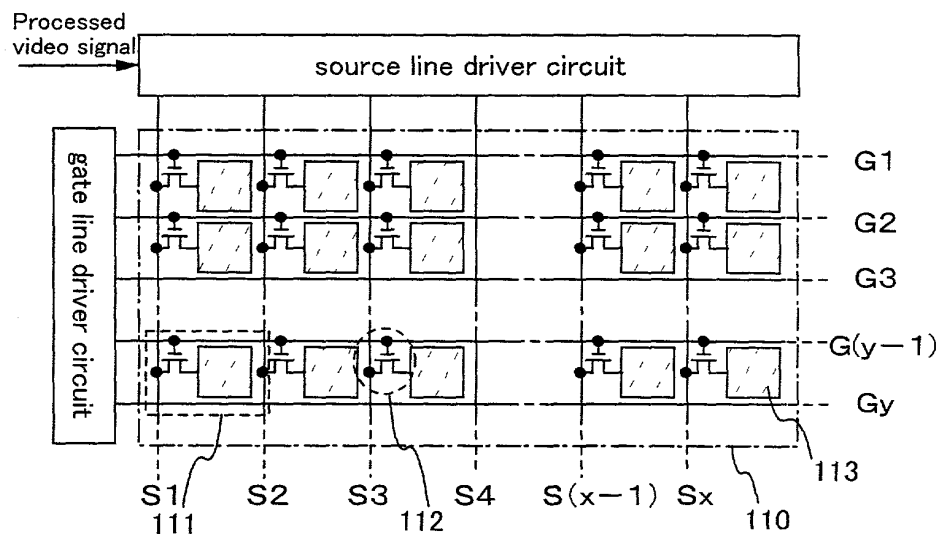 Processed
video signal
source line driver circuit
gate line driver circuit
G1
G2
G3
G(y−1)
Gy
S1
S2
S3
S4
S(x−1)
Sx
111
112
110
113